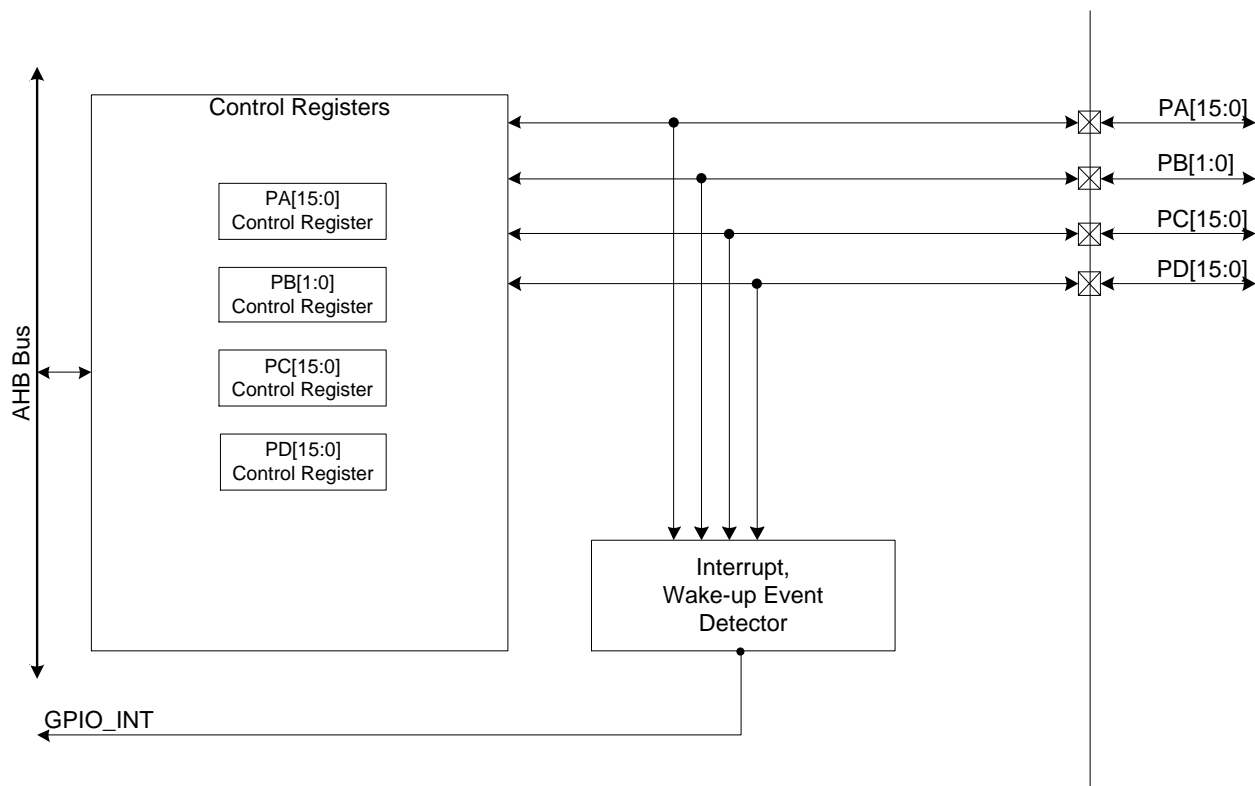 Control Registers
PA[15:0]
Control Register
PB[1:0]
Control Register
PC[15:0]
Control Register
PD[15:0]
Control Register
AHB Bus
PA[15:0]
PB[1:0]
PC[15:0]
PD[15:0]
Interrupt,
Wake-up Event
Detector
GPIO_INT